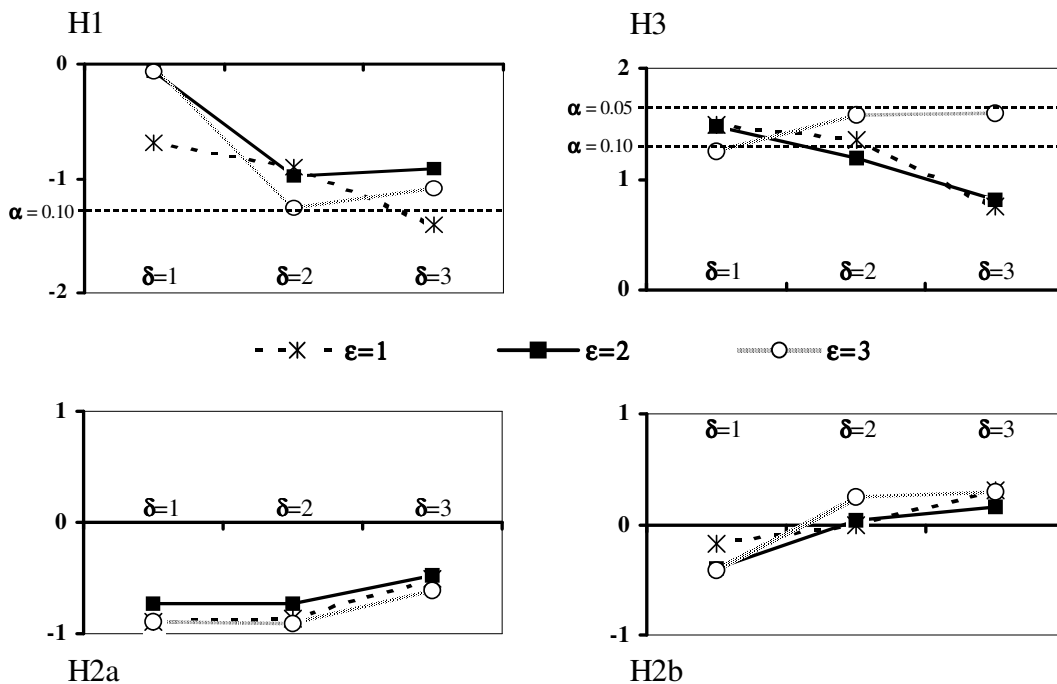 H1
0
-1
α = 0.10
-2
δ=1 δ=2 δ=3
H3
2
α = 0.05
α = 0.10
1
0
δ=1 δ=2 δ=3
ε=1 ε=2 ε=3
1
0
-1
δ=1 δ=2 δ=3
H2a
1
0
-1
δ=1 δ=2 δ=3
H2b